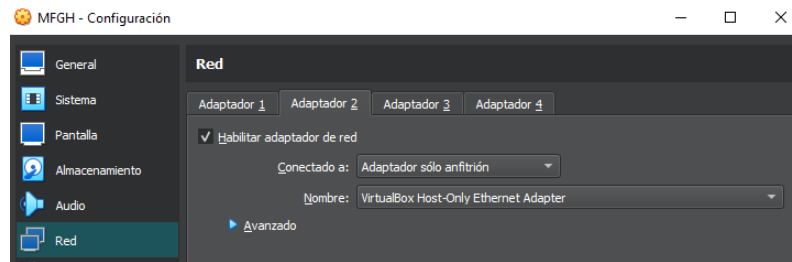 MFGH - Configuración
General
Sistema
Pantalla
Almacenamiento
Audio
Red
Red
Adaptador 1 Adaptador 2 Adaptador 3 Adaptador 4
Habilitar adaptador de red
Conectado a: Adaptador sólo anfitrión
Nombre: VirtualBox Host-Only Ethernet Adapter
Avanzado